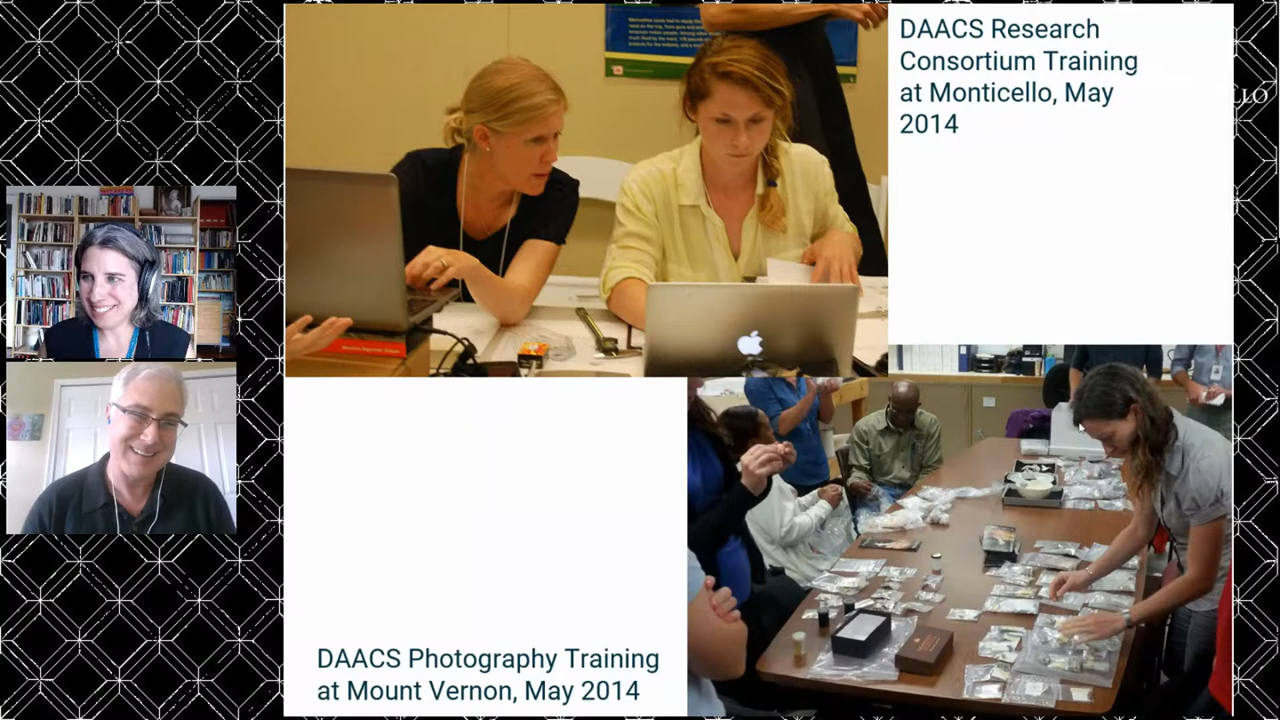 DAACS Research
Consortium Training
at Monticello, May
2014
DAACS Photography Training
at Mount Vernon, May 2014